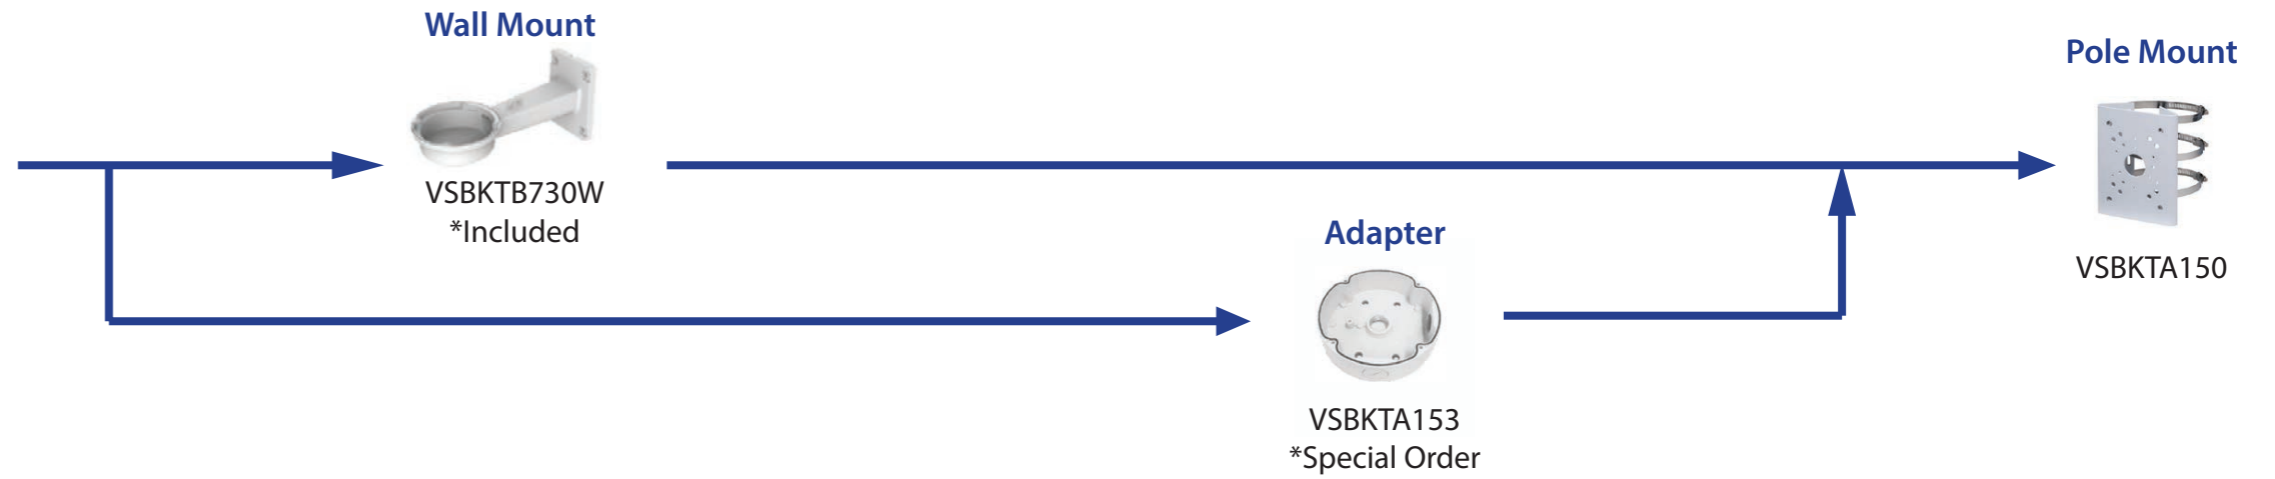 Wall Mount
VSBKTB730W
*Included
Adapter
VSBKTA153
*Special Order
Pole Mount
VSBKTA150